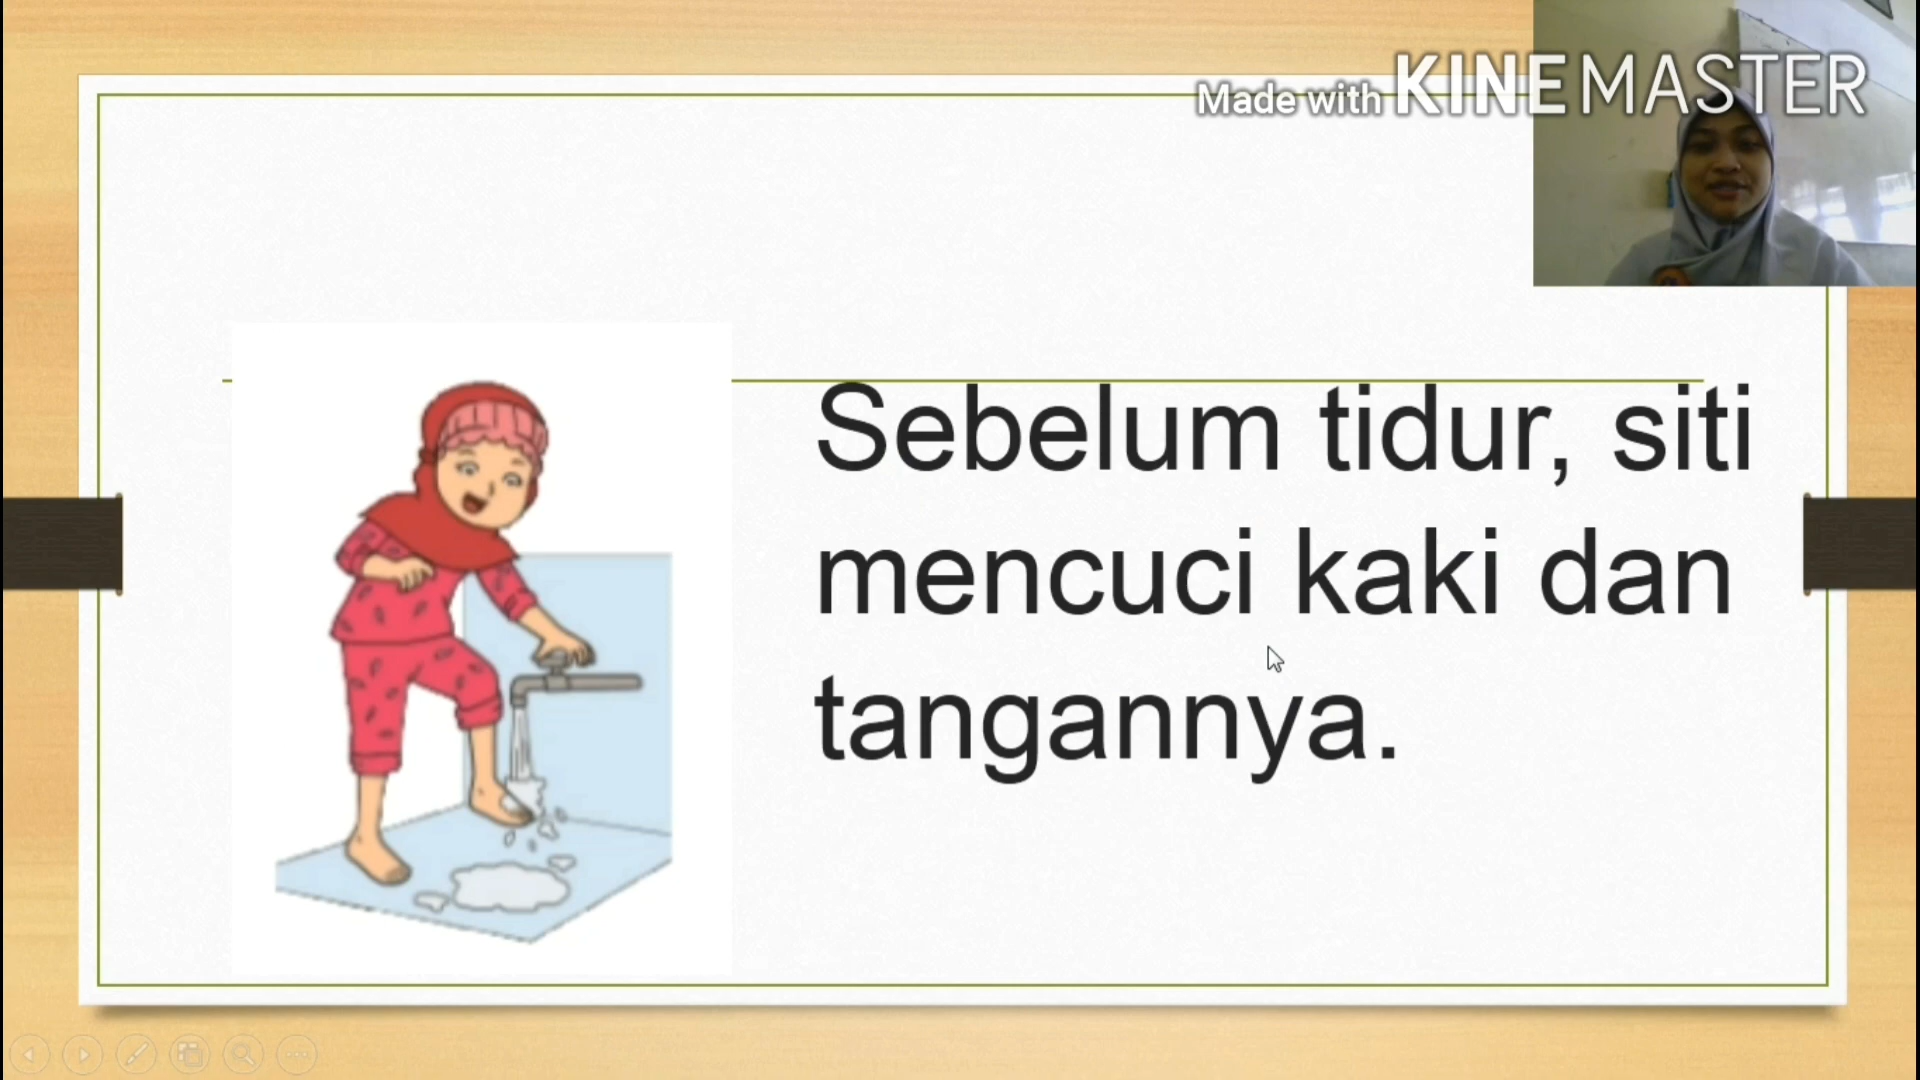 Made with KINEMASTER
Sebelum tidur, siti
mencuci kaki dan
tangannya.